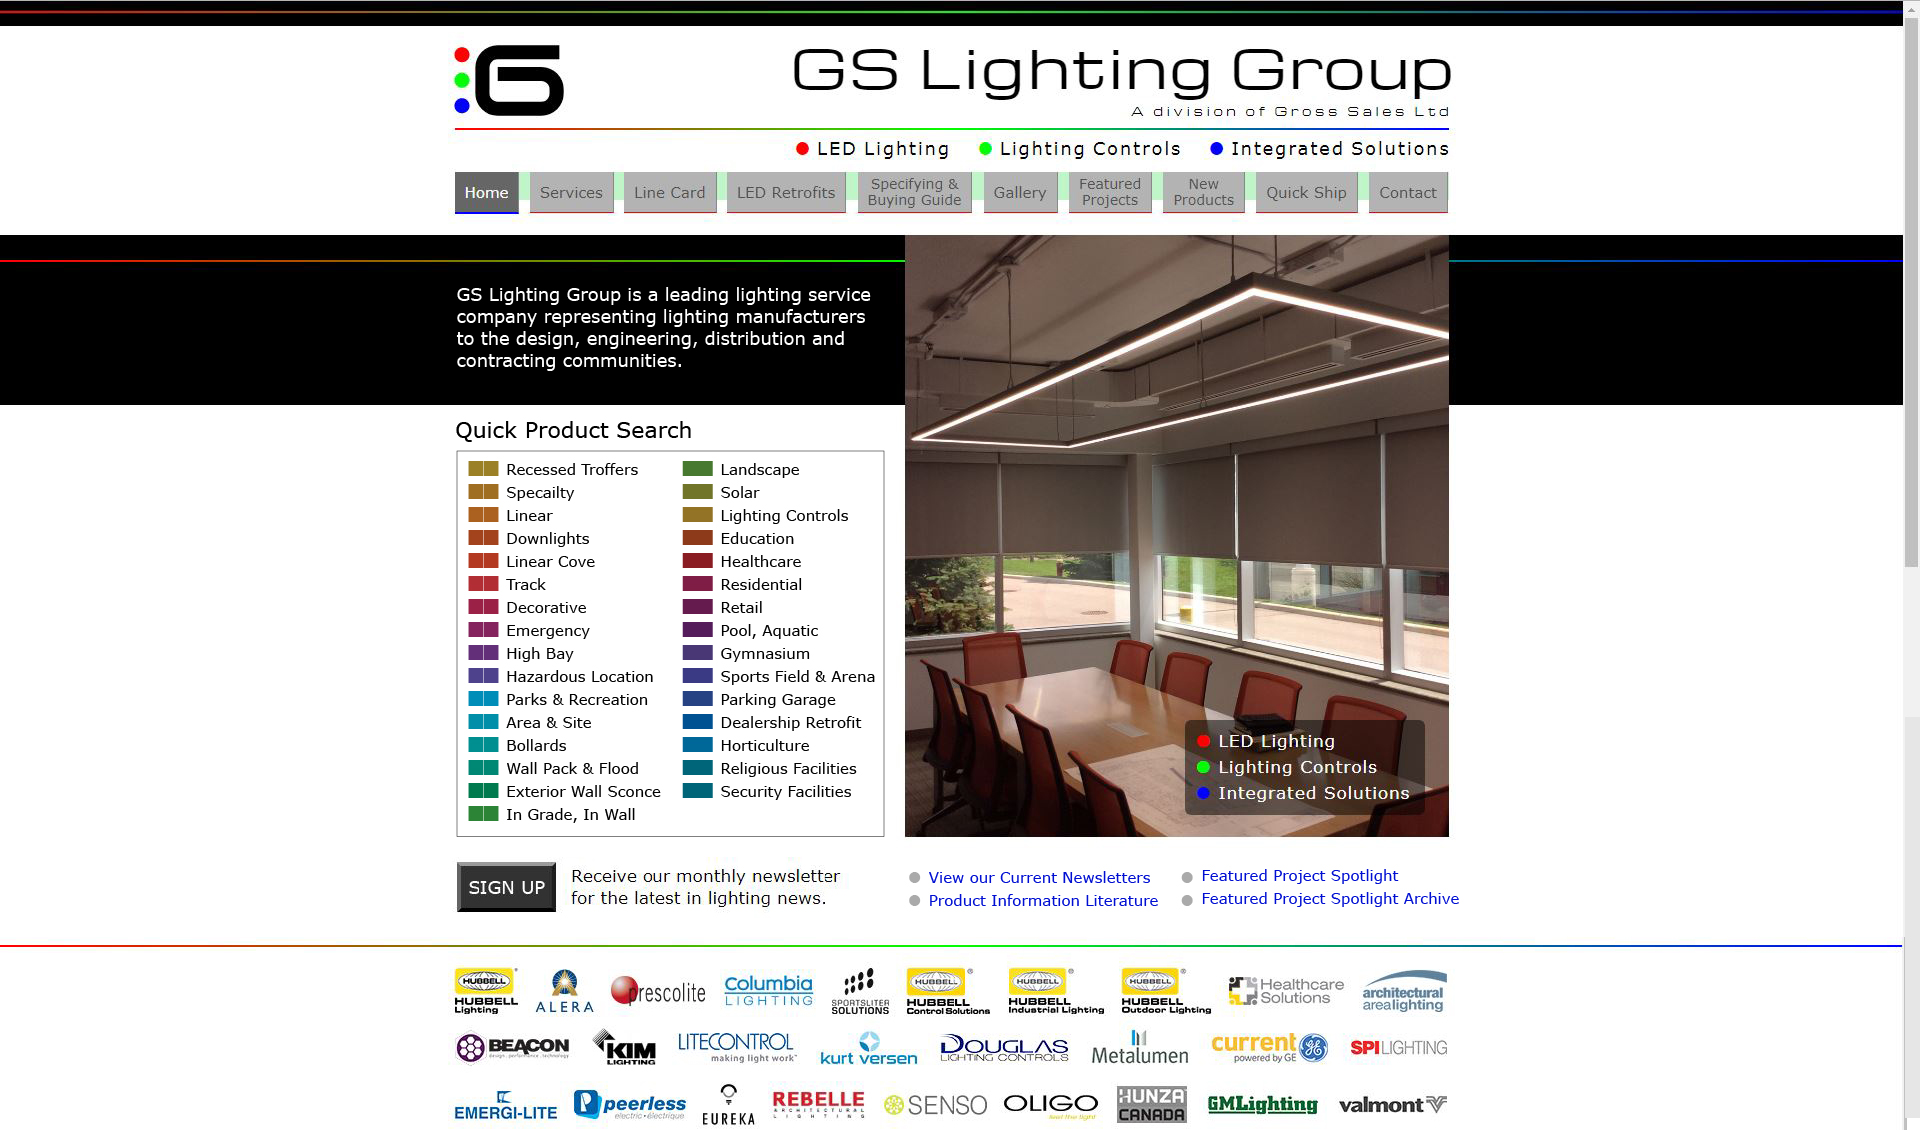 GS Lighting Group
A division of Gross Sales Ltd
LED Lighting
Lighting Controls
Integrated Solutions
Home
Services
Line Card
LED Retrofits
Specifying &
Buying Guide
Gallery
Featured
Projects
New
Products
Quick Ship
Contact
GS Lighting Group is a leading lighting service
company representing lighting manufacturers
to the design, engineering, distribution and
contracting communities.
Quick Product Search
Recessed Troffers
Specailty
Linear
Downlights
Linear Cove
Track
Decorative
Emergency
High Bay
Hazardous Location
Parks & Recreation
Area & Site
Bollards
Wall Pack & Flood
Exterior Wall Sconce
In Grade, In Wall
Landscape
Solar
Lighting Controls
Education
Healthcare
Residential
Retail
Pool, Aquatic
Gymnasium
Sports Field & Arena
Parking Garage
Dealership Retrofit
Horticulture
Religious Facilities
Security Facilities
LED Lighting
Lighting Controls
Integrated Solutions
SIGN UP
Receive our monthly newsletter
for the latest in lighting news.
View our Current Newsletters
Product Information Literature
Featured Project Spotlight
Featured Project Spotlight Archive
HUBBELL
HUBBELL
Lighting
ALERA
prescolite
Columbia
LIGHTING
SPORTSLITER
SOLUTIONS
HUBBELL
HUBBELL
Control Solutions
HUBBELL
HUBBELL
Industrial Lighting
HUBBELL
HUBBELL
Outdoor Lighting
Healthcare
Solutions
architectural
arealighting
BEACON
design . performance . technology
KIM
LIGHTING
LITECONTROL
making light work
kurt versen
DOUGLAS
LIGHTING CONTROLS
Metalumen
current
powered by GE
SPI LIGHTING
EMERGI-LITE
peerless
electric • électrique
EUREKA
REBELLE
ARCHITECTURAL
LIGHTING
SENSO
OLIGO
feel the light
HUNZA
CANADA
GMLighting
valmont